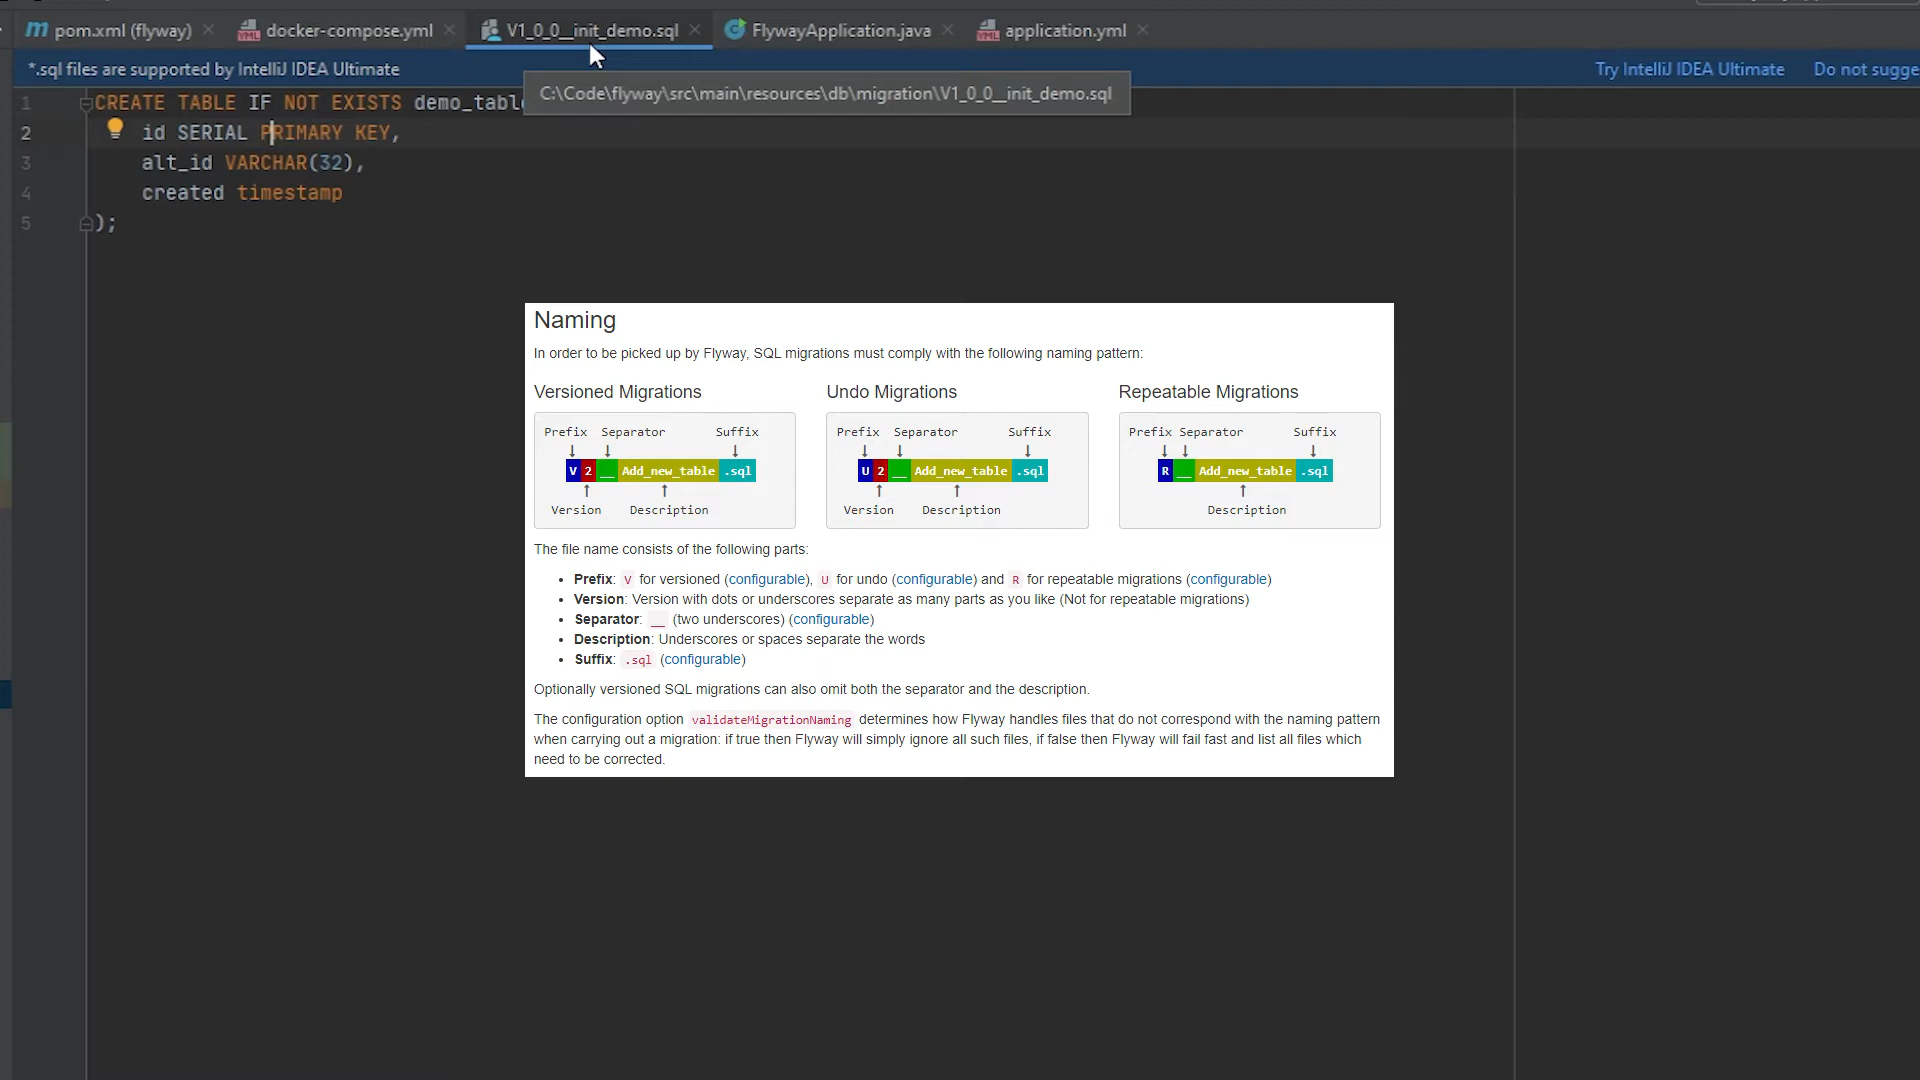 pom.xml (flyway)
docker-compose.yml
V1_0_0__init_demo.sql
FlywayApplication.java
application.yml
*.sql files are supported by IntelliJ IDEA Ultimate
Try IntelliJ IDEA Ultimate
Do not sugge
C:\Code\flyway\src\main\resources\db\migration\V1_0_0__init_demo.sql
1 CREATE TABLE IF NOT EXISTS demo_table
2 id SERIAL PRIMARY KEY,
3 alt_id VARCHAR(32),
4 created timestamp
5 );
Naming
In order to be picked up by Flyway, SQL migrations must comply with the following naming pattern:
Versioned Migrations
Prefix Separator Suffix
V 2 __ Add_new_table .sql
Version Description
Undo Migrations
Prefix Separator Suffix
U 2 __ Add_new_table .sql
Version Description
Repeatable Migrations
Prefix Separator Suffix
R __ Add_new_table .sql
Description
The file name consists of the following parts:
• Prefix: V for versioned (configurable), U for undo (configurable) and R for repeatable migrations (configurable)
• Version: Version with dots or underscores separate as many parts as you like (Not for repeatable migrations)
• Separator: __ (two underscores) (configurable)
• Description: Underscores or spaces separate the words
• Suffix: .sql (configurable)
Optionally versioned SQL migrations can also omit both the separator and the description.
The configuration option validateMigrationNaming determines how Flyway handles files that do not correspond with the naming pattern
when carrying out a migration: if true then Flyway will simply ignore all such files, if false then Flyway will fail fast and list all files which
need to be corrected.